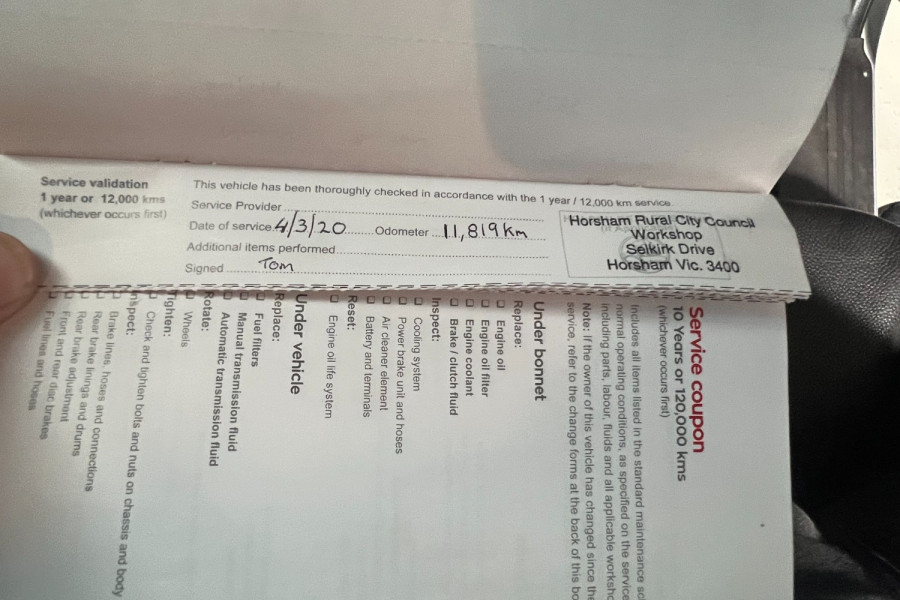 Service validation
1 year or 12,000 kms
(whichever occurs first)
This vehicle has been thoroughly checked in accordance with the 1 year / 12,000 km service.
Service Provider
Date of service 4/3/20 Odometer 11,819 km
Additional items performed
Signed Tom
Horsham Rural City Council
Workshop
Selkirk Drive
Horsham Vic. 3400
Service coupon
10 Years or 120,000 kms
(whichever occurs first)
Includes all items listed in the standard maintenance
normal operating conditions, as specified on the service
including parts, labour, fluids and all applicable
Note: If the owner of this vehicle has changed since the
service, refer to the change forms at the back of this
Under bonnet
Replace:
Engine oil
Engine oil filter
Engine coolant
Brake / clutch fluid
Inspect:
Cooling system
Power brake unit and hoses
Air cleaner element
Battery and terminals
Reset:
Engine oil life system
Under vehicle
Replace:
Fuel filters
Manual transmission fluid
Automatic transmission fluid
Rotate:
Wheels
Tighten:
Check and tighten bolts and nuts on chassis and body
Inspect:
Brake lines, hoses and connections
Rear brake linings and drums
Rear brake adjustment
Front and rear disc brakes
Fuel lines and hoses